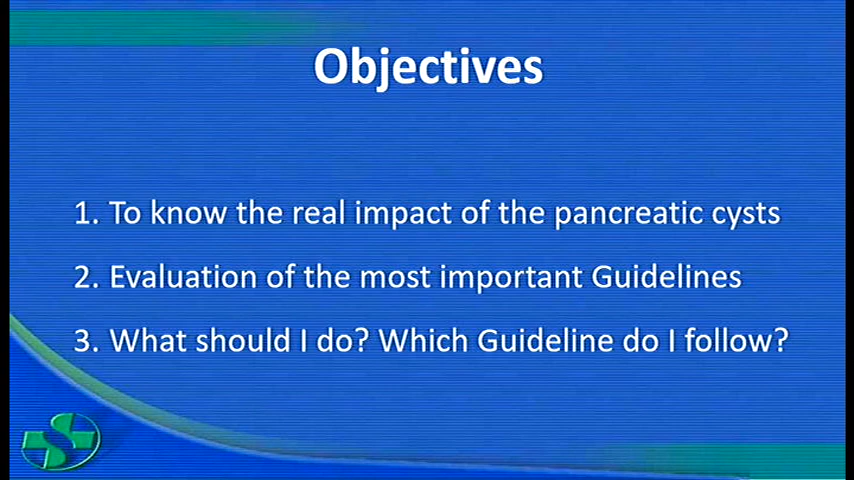 Objectives
1. To know the real impact of the pancreatic cysts
2. Evaluation of the most important Guidelines
3. What should I do? Which Guideline do I follow?